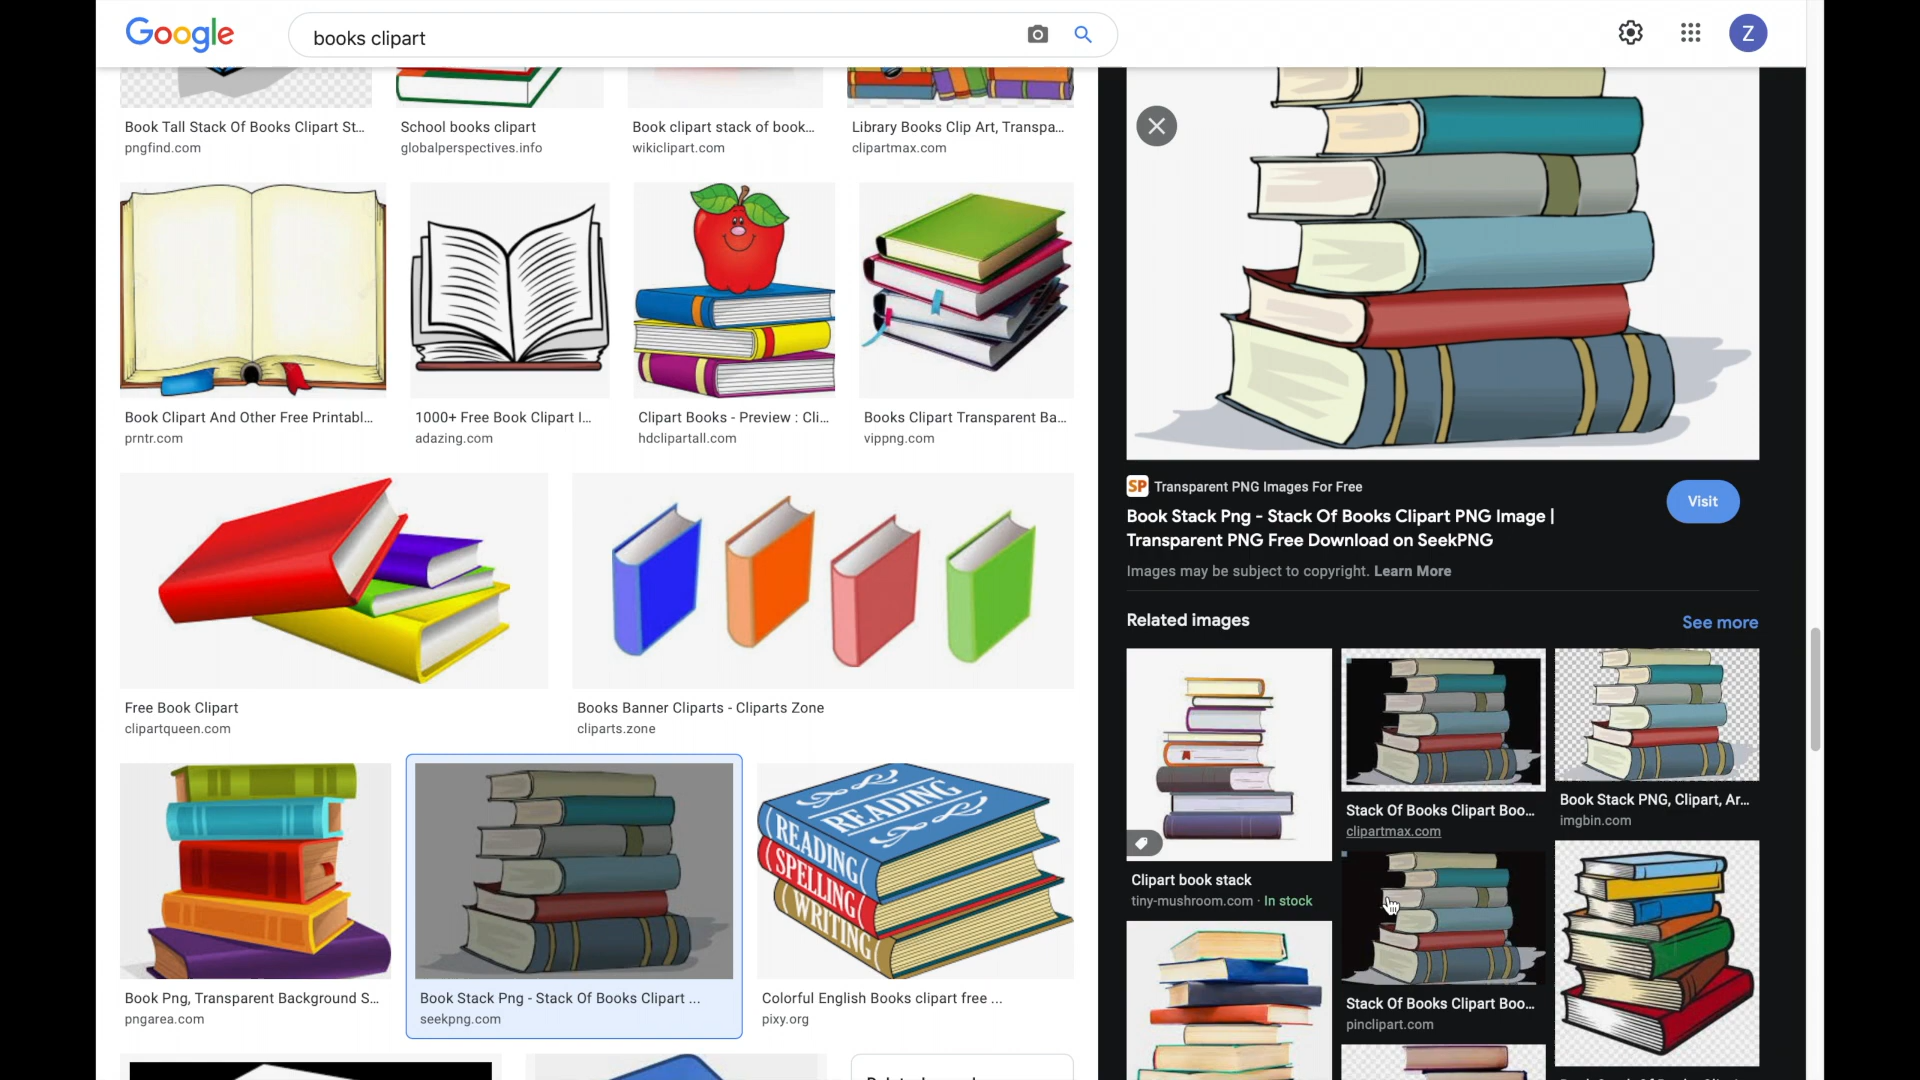 Google
books clipart
Z
Book Tall Stack Of Books Clipart St...
pngfind.com
School books clipart
globalperspectives.info
Book clipart stack of book...
wikiclipart.com
Library Books Clip Art, Transpa...
clipartmax.com
Book Clipart And Other Free Printabl...
prntr.com
1000+ Free Book Clipart I...
adazing.com
Clipart Books - Preview : Cli...
hdclipartall.com
Books Clipart Transparent Ba...
vippng.com
Free Book Clipart
clipartqueen.com
Books Banner Cliparts - Cliparts Zone
cliparts.zone
READING
READING
SPELLING
WRITING
Book Png, Transparent Background S...
pngarea.com
Book Stack Png - Stack Of Books Clipart ...
seekpng.com
Colorful English Books clipart free ...
pixy.org
SP Transparent PNG Images For Free
Visit
Book Stack Png - Stack Of Books Clipart PNG Image |
Transparent PNG Free Download on SeekPNG
Images may be subject to copyright. Learn More
Related images
See more
Clipart book stack
tiny-mushroom.com · In stock
Stack Of Books Clipart Boo...
clipartmax.com
Book Stack PNG, Clipart, Ar...
imgbin.com
Stack Of Books Clipart Boo...
pinclipart.com